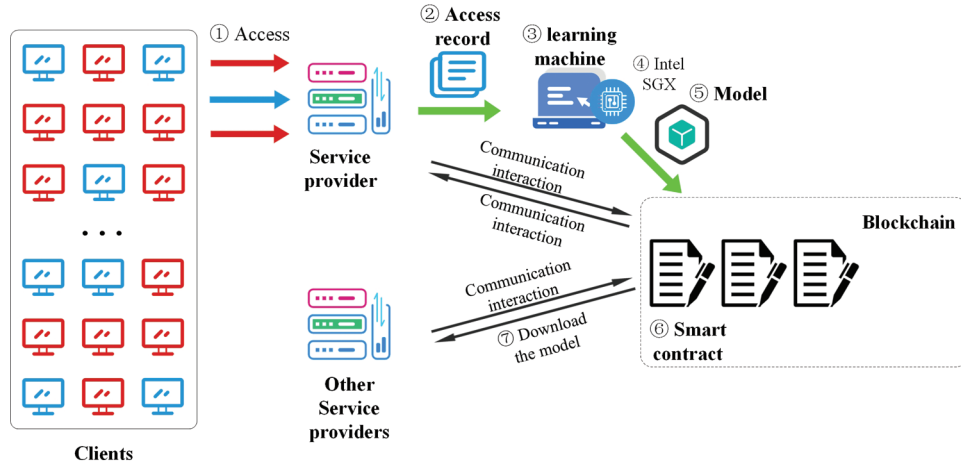 ① Access
② Access
record
③ learning
machine
④ Intel
SGX
⑤ Model
Service
provider
Communication
interaction
Communication
interaction
Blockchain
Communication
interaction
⑦ Download
the model
⑥ Smart
contract
Other
Service
providers
Clients